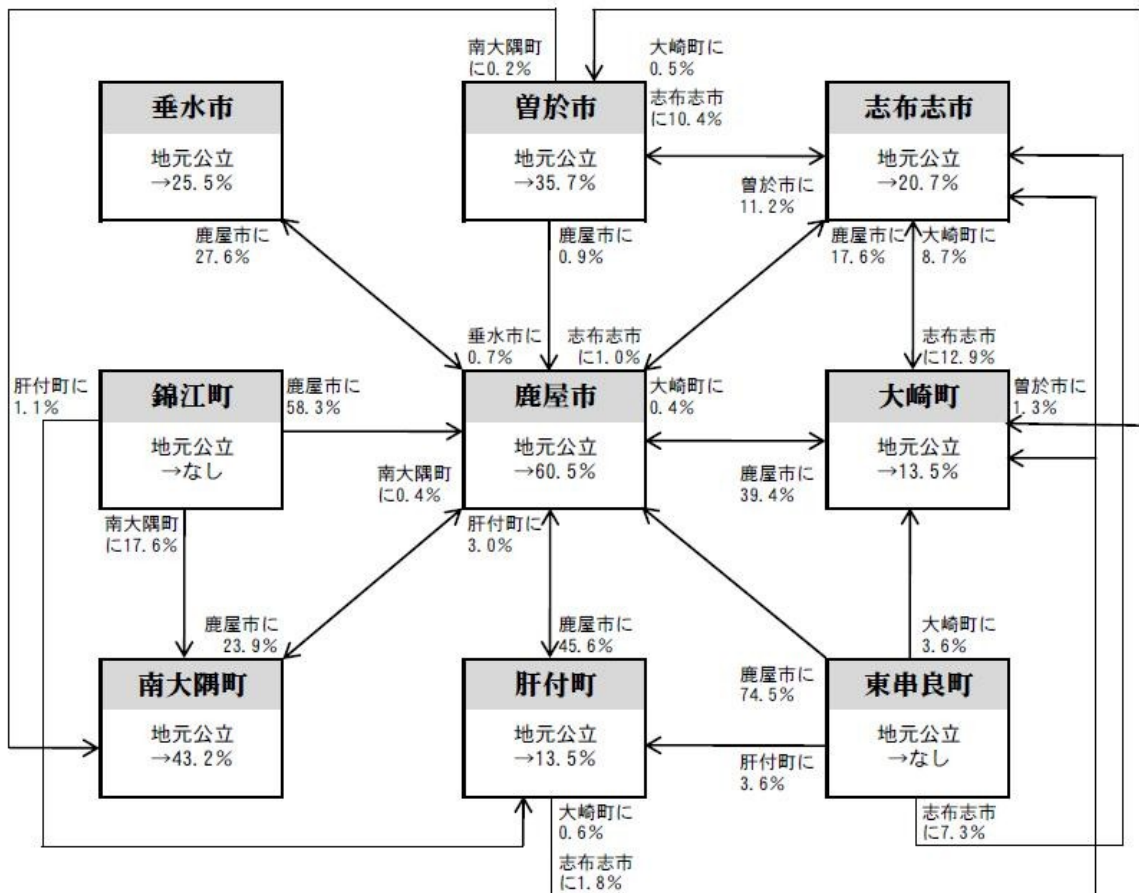 南大隅町
に0.2%
大崎町に
0.5%
垂水市
地元公立
→25.5%
曽於市
地元公立
→35.7%
志布志市
に10.4%
志布志市
地元公立
→20.7%
曽於市に
11.2%
鹿屋市に
27.6%
鹿屋市に
0.9%
鹿屋市に
17.6%
大崎町に
8.7%
垂水市に
0.7%
志布志市
に1.0%
志布志市
に12.9%
肝付町に
1.1%
錦江町
地元公立
→なし
鹿屋市に
58.3%
鹿屋市
地元公立
→60.5%
大崎町に
0.4%
大崎町
地元公立
→13.5%
曽於市に
1.3%
南大隅町
に0.4%
鹿屋市に
39.4%
南大隅町
に17.6%
肝付町に
3.0%
鹿屋市に
23.9%
鹿屋市に
45.6%
大崎町に
3.6%
南大隅町
地元公立
→43.2%
肝付町
地元公立
→13.5%
鹿屋市に
74.5%
東串良町
地元公立
→なし
肝付町に
3.6%
大崎町に
0.6%
志布志市
に7.3%
志布志市
に1.8%